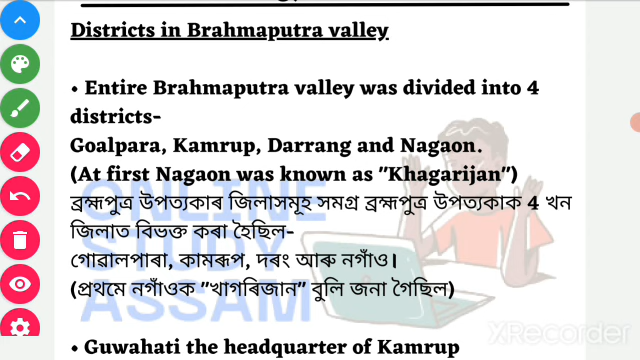 Districts in Brahmaputra valley
• Entire Brahmaputra valley was divided into 4
districts-
Goalpara, Kamrup, Darrang and Nagaon.
(At first Nagaon was known as "Khagarijan")
ব্ৰহ্মপুত্ৰ উপত্যকাৰ জিলাসমূহ সমগ্ৰ ব্ৰহ্মপুত্ৰ উপত্যকাক 4 খন
জিলাত বিভক্ত কৰা হৈছিল-
গোৱালপাৰা, কামৰূপ, দৰং আৰু নগাঁও।
(প্ৰথমে নগাঁওক "খাগৰিজান" বুলি জনা গৈছিল)
• Guwahati the headquarter of Kamrup
ONLINE
STUDY
ASSAM
XRecorder